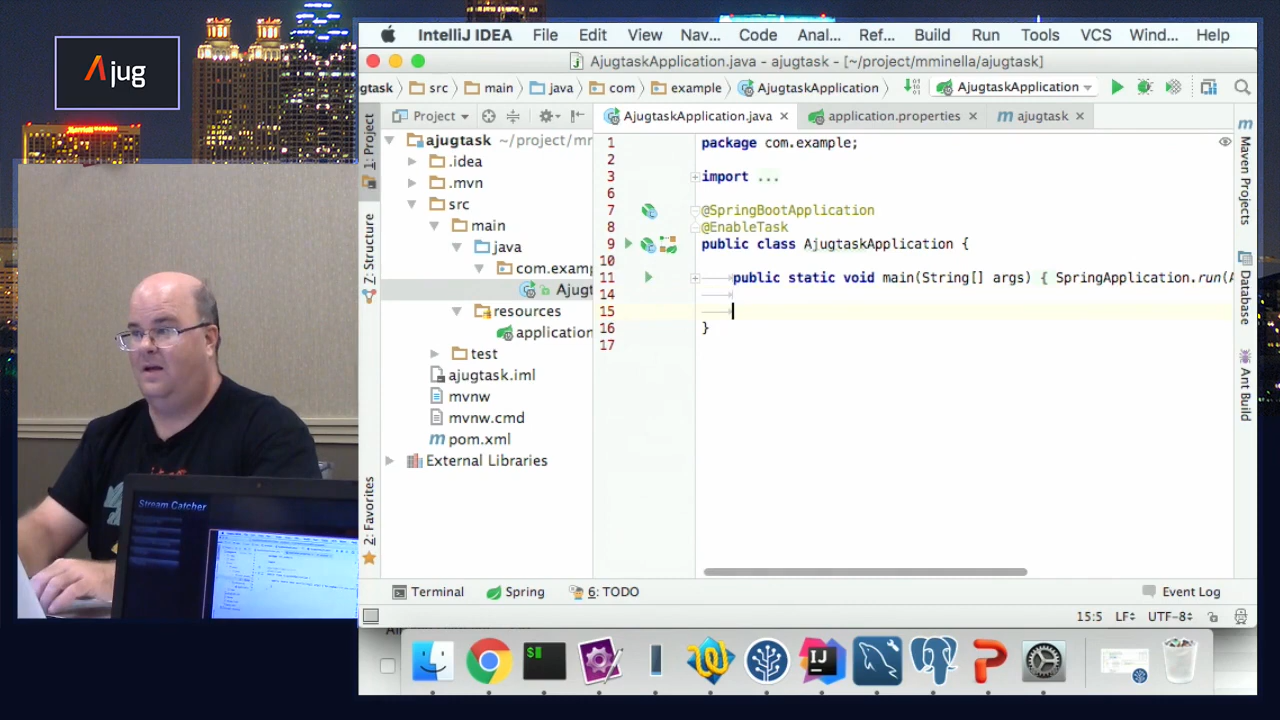 Ajug
IntelliJ IDEA File Edit View Nav... Code Anal... Ref... Build Run Tools VCS Wind... Help
AjugtaskApplication.java - ajugtask - [~/project/mminella/ajugtask]
gtask src main java com example AjugtaskApplication AjugtaskApplication
Project AjugtaskApplication.java application.properties ajugtask
1: Project
7: Structure
2: Favorites
ajugtask ~/project/mr
.idea
.mvn
src
main
java
com.examp
Ajugt
resources
application
test
ajugtask.iml
mvnw
mvnw.cmd
pom.xml
External Libraries
1 package com.example;
2
3 import ...
6
7 @SpringBootApplication
8 @EnableTask
9 public class AjugtaskApplication {
10
11 public static void main(String[] args) { SpringApplication.run(A
14
15
16 }
17
Maven Projects
Database
Ant Build
Terminal Spring 6: TODO Event Log
15:5 LF UTF-8
Stream Catcher